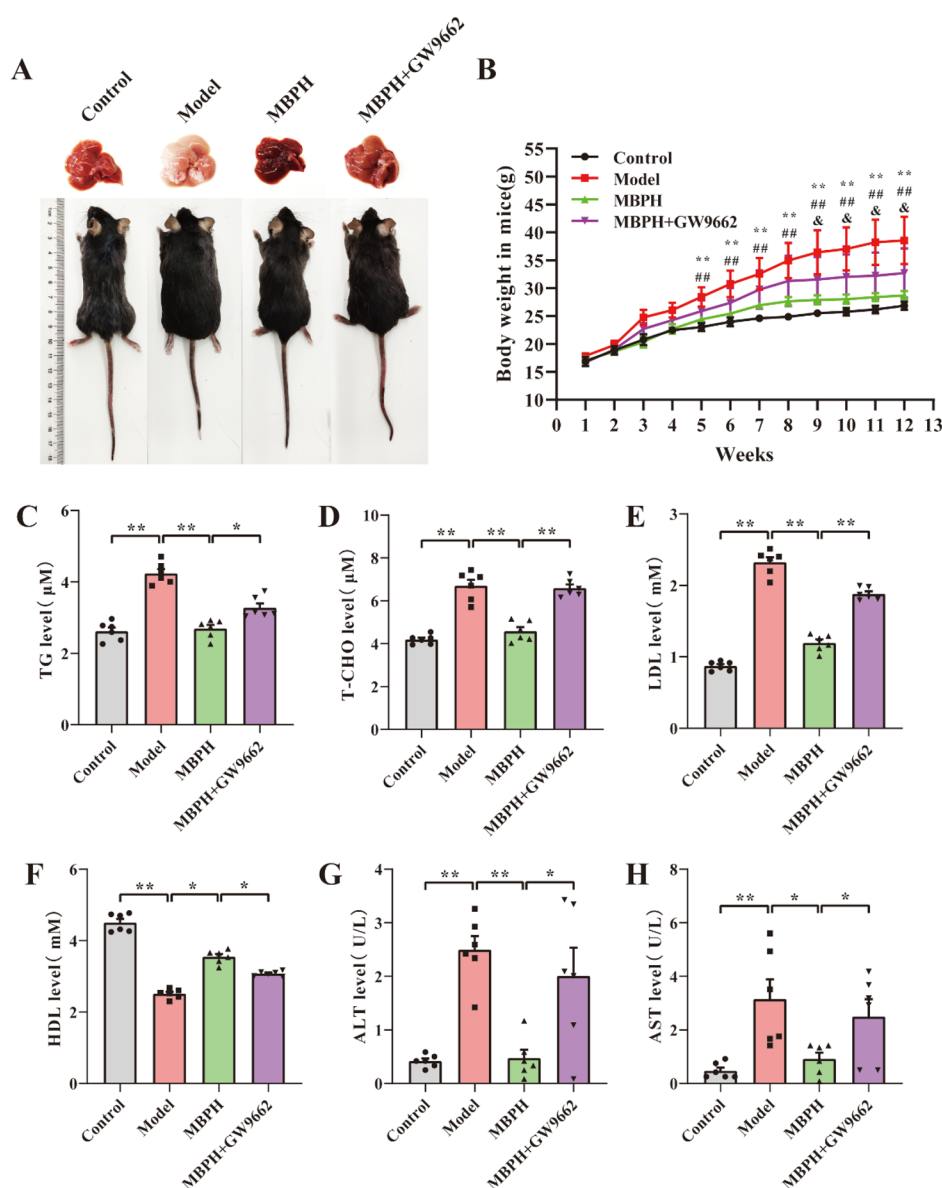 A
Control
Model
MBPH
MBPH+GW9662
B
Body weight in mice(g)
55
50
45
40
35
30
25
20
15
10
Control
Model
MBPH
MBPH+GW9662
**
##
**
##
**
##
**
##
**
##
&
**
##
&
**
##
&
**
##
&
0 1 2 3 4 5 6 7 8 9 10 11 12 13
Weeks
C
TG level( μM)
6
4
2
0
** ** *
Control
Model
MBPH
MBPH+GW9662
D
T-CHO level( μM)
10
8
6
4
2
0
** ** **
Control
Model
MBPH
MBPH+GW9662
E
LDL level( mM)
3
2
1
0
** ** **
Control
Model
MBPH
MBPH+GW9662
F
HDL level( mM)
6
4
2
0
** * *
Control
Model
MBPH
MBPH+GW9662
G
ALT level( U/L)
4
3
2
1
0
** ** *
Control
Model
MBPH
MBPH+GW9662
H
AST level( U/L)
8
6
4
2
0
** * *
Control
Model
MBPH
MBPH+GW9662